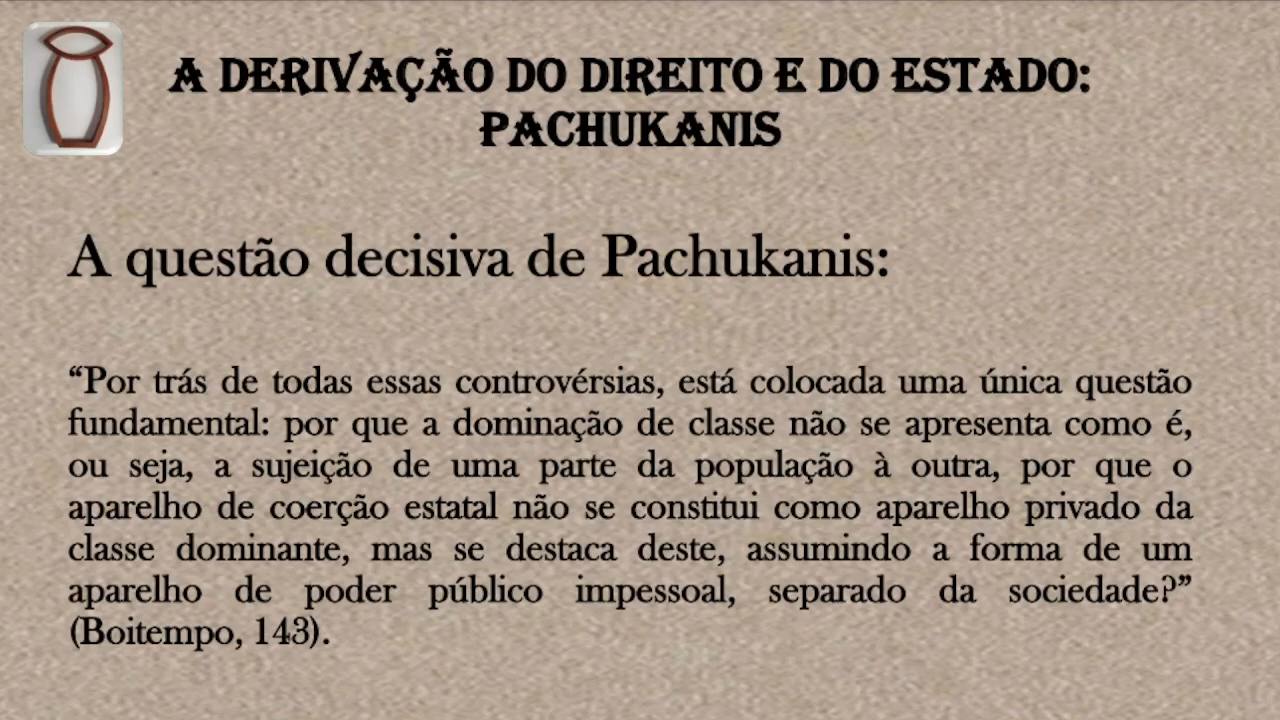 A DERIVAÇÃO DO DIREITO E DO ESTADO:
PACHUKANIS
A questão decisiva de Pachukanis:
“Por trás de todas essas controvérsias, está colocada uma única questão
fundamental: por que a dominação de classe não se apresenta como é,
ou seja, a sujeição de uma parte da população à outra, por que o
aparelho de coerção estatal não se constitui como aparelho privado da
classe dominante, mas se destaca deste, assumindo a forma de um
aparelho de poder público impessoal, separado da sociedade?”
(Boitempo, 143).